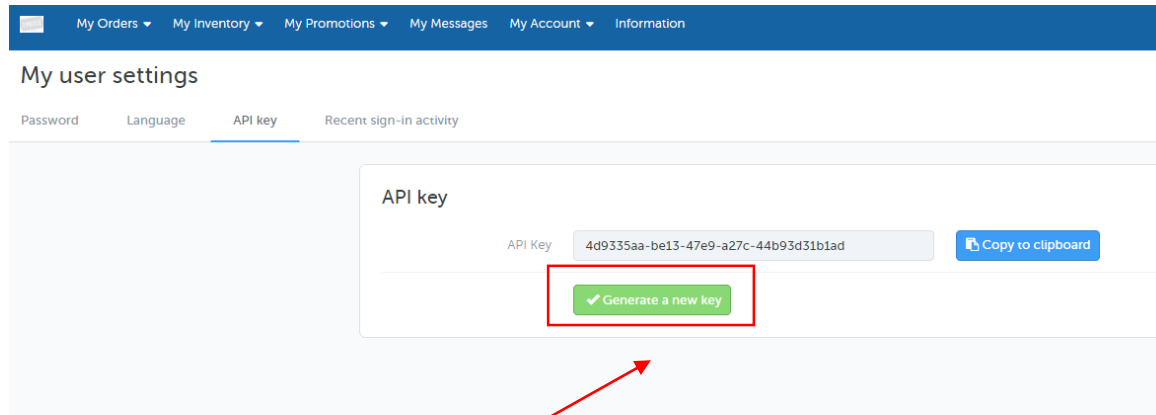 My Orders My Inventory My Promotions My Messages My Account Information
My user settings
Password Language API key Recent sign-in activity
API key
API Key 4d9335aa-be13-47e9-a27c-44b93d31b1ad Copy to clipboard
Generate a new key